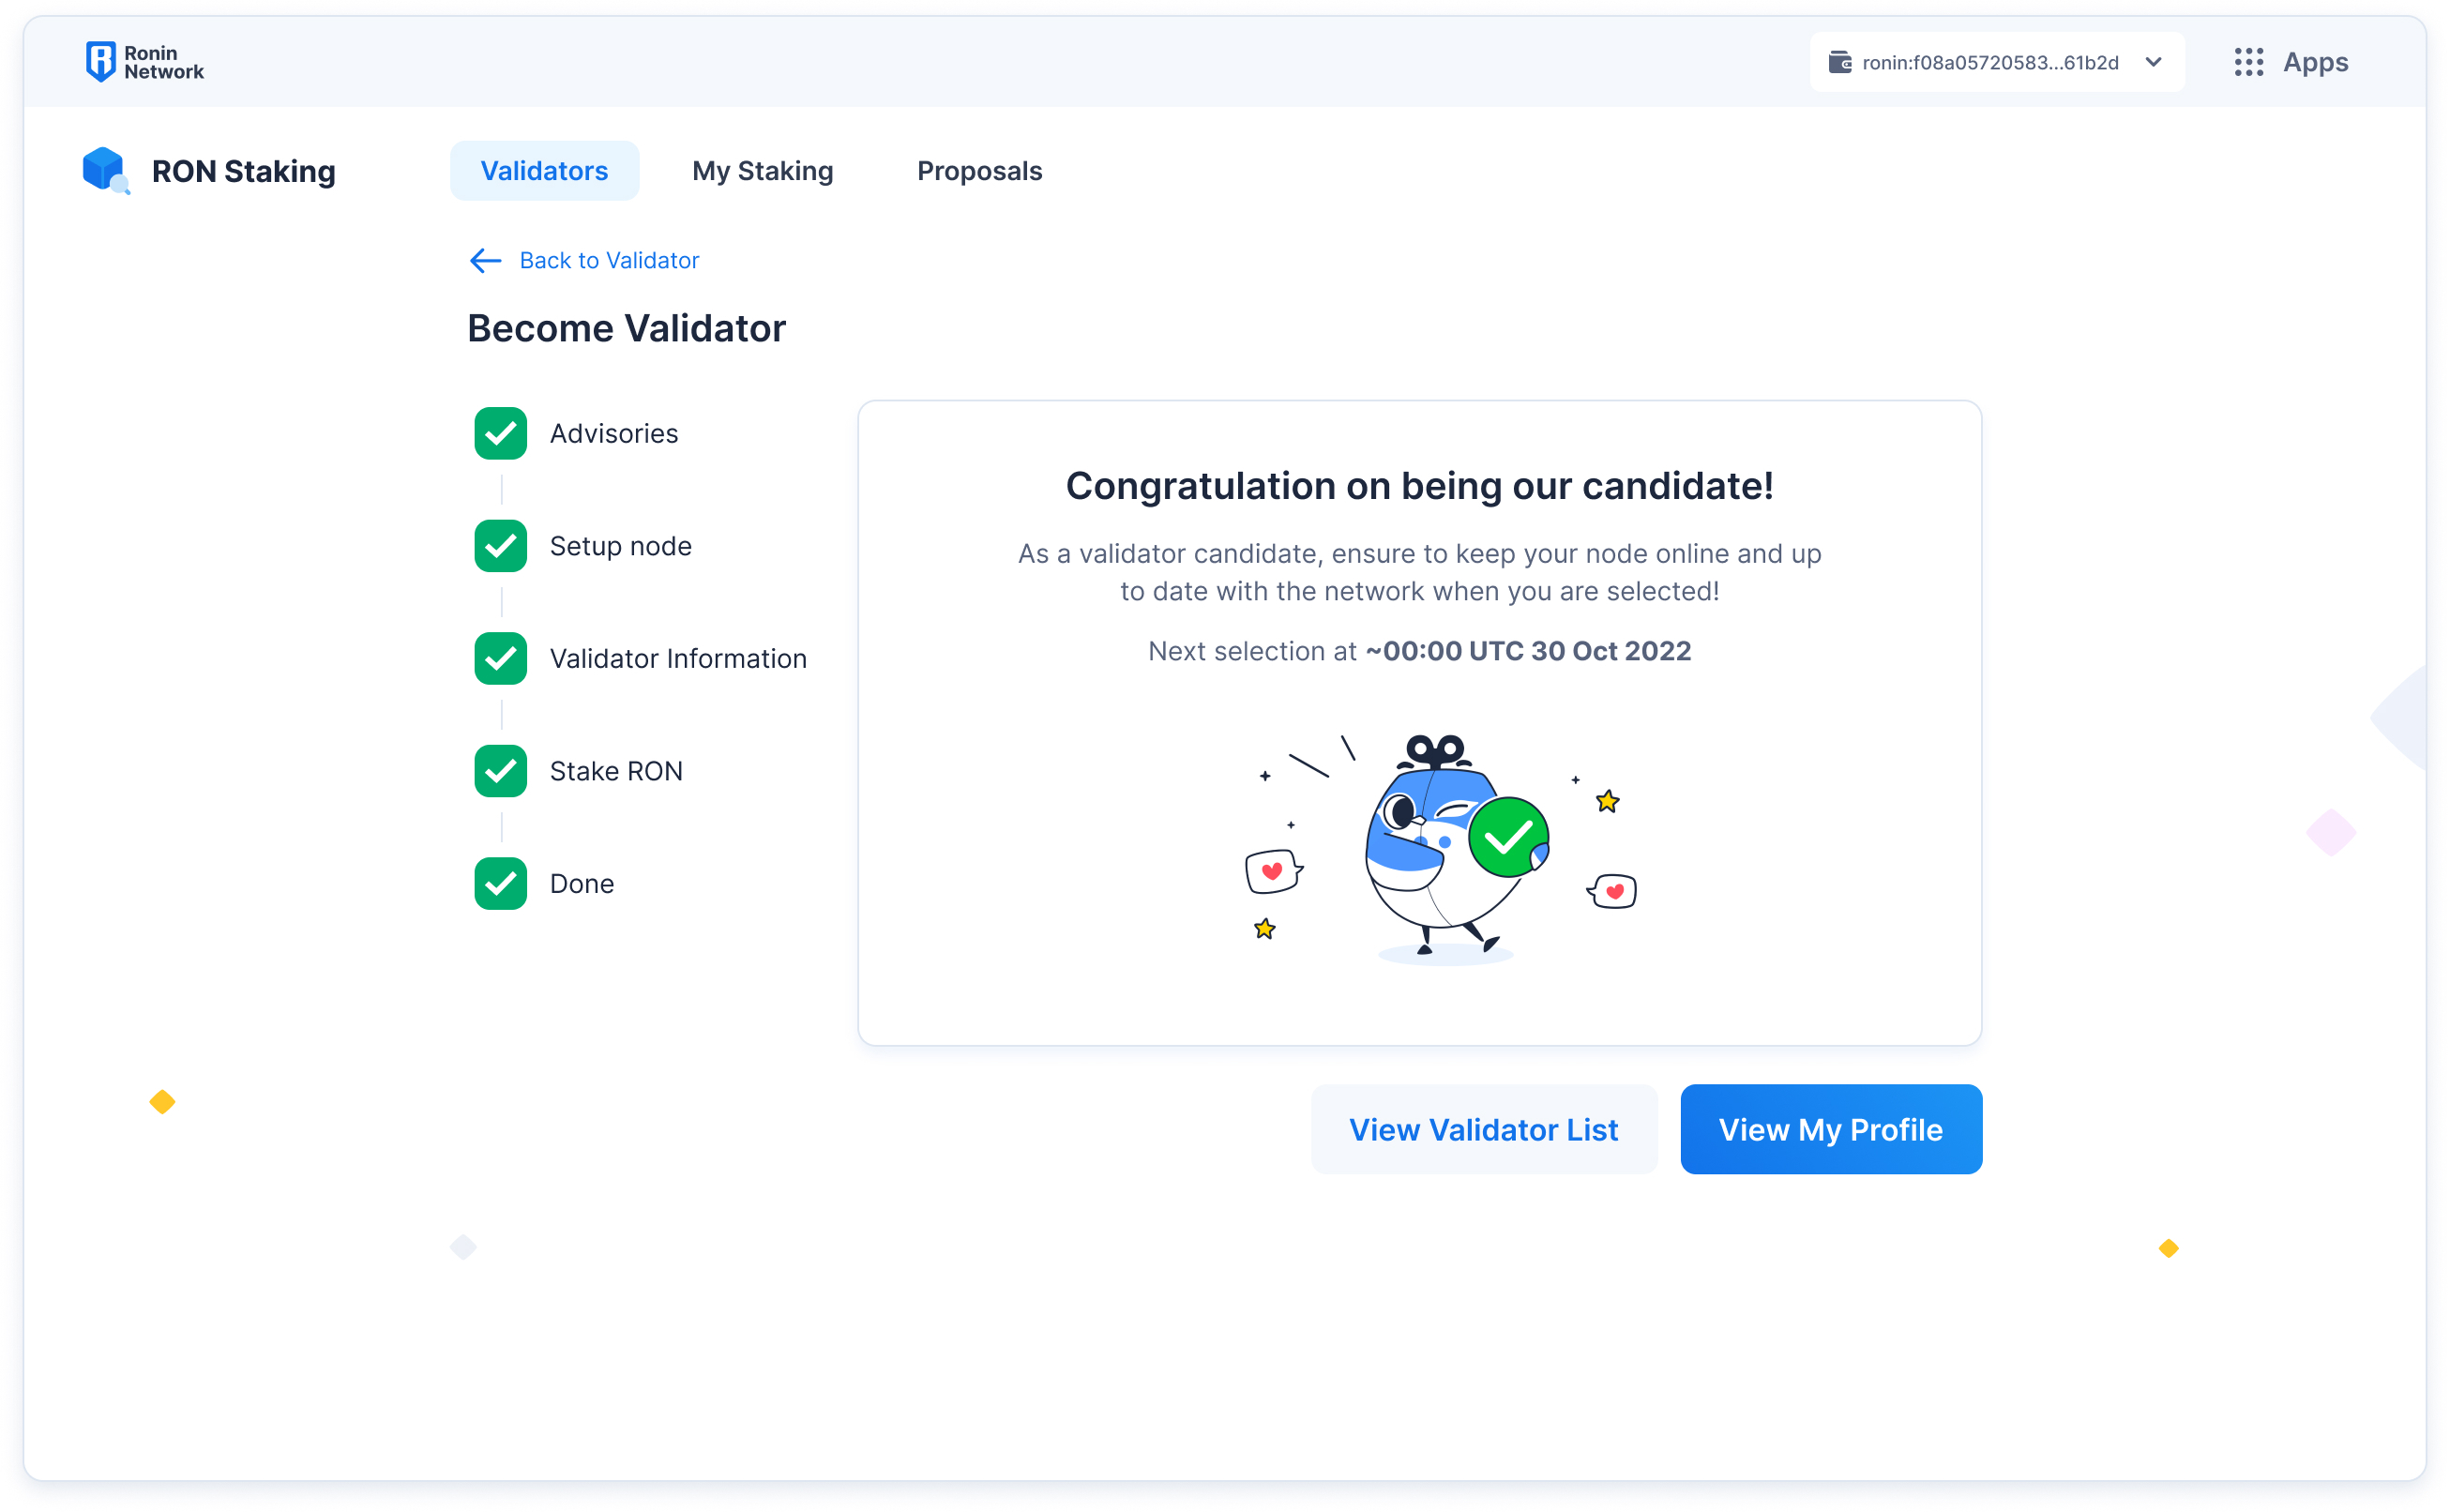 Ronin
Network
ronin:f08a05720583...61b2d
Apps
RON Staking
Validators
My Staking
Proposals
Back to Validator
Become Validator
Advisories
Setup node
Validator Information
Stake RON
Done
Congratulation on being our candidate!
As a validator candidate, ensure to keep your node online and up
to date with the network when you are selected!
Next selection at ~00:00 UTC 30 Oct 2022
View Validator List
View My Profile